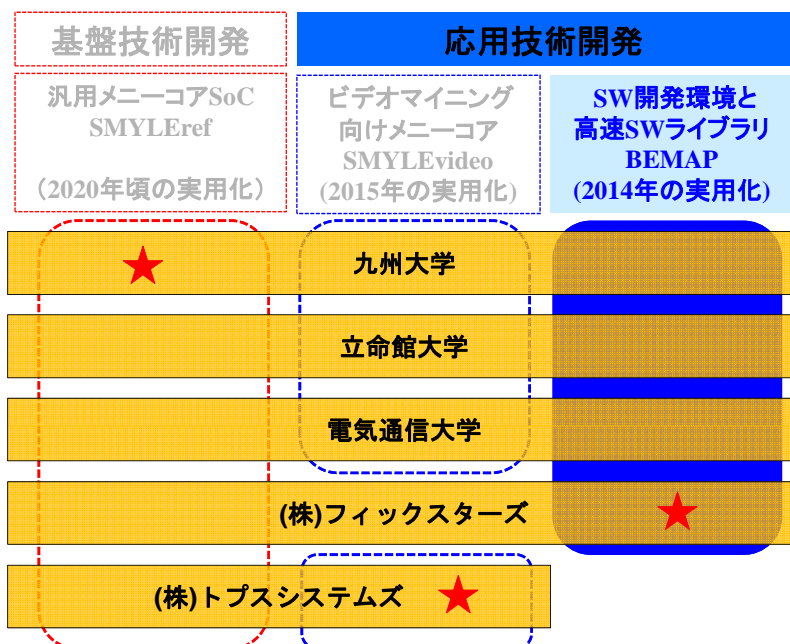 基盤技術開発
応用技術開発
汎用メニーコアSoC
SMYLEref
(2020年頃の実用化)
ビデオマイニング
向けメニーコア
SMYLEvideo
(2015年の実用化)
SW開発環境と
高速SWライブラリ
BEMAP
(2014年の実用化)
九州大学
立命館大学
電気通信大学
(株)フィックスターズ
(株)トプスシステムズ